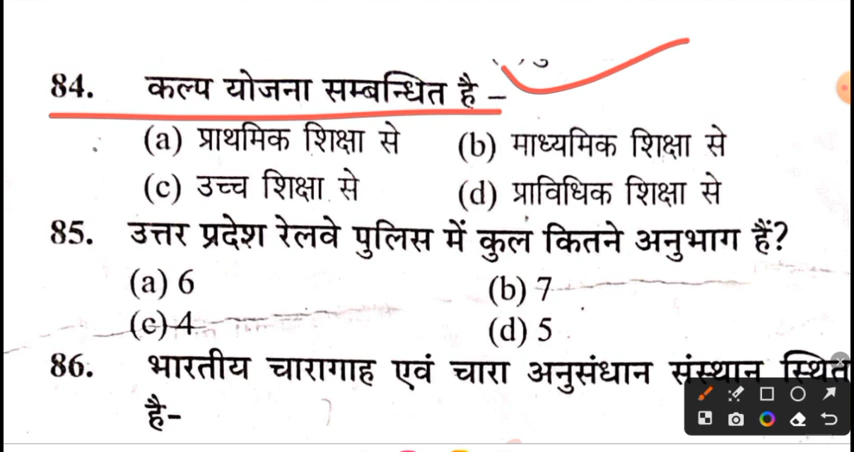 84. कल्प योजना सम्बन्धित है –
(a) प्राथमिक शिक्षा से (b) माध्यमिक शिक्षा से
(c) उच्च शिक्षा से (d) प्राविधिक शिक्षा से
85. उत्तर प्रदेश रेलवे पुलिस में कुल कितने अनुभाग हैं?
(a) 6 (b) 7
(c) 4 (d) 5
86. भारतीय चारागाह एवं चारा अनुसंधान संस्थान स्थित
है-